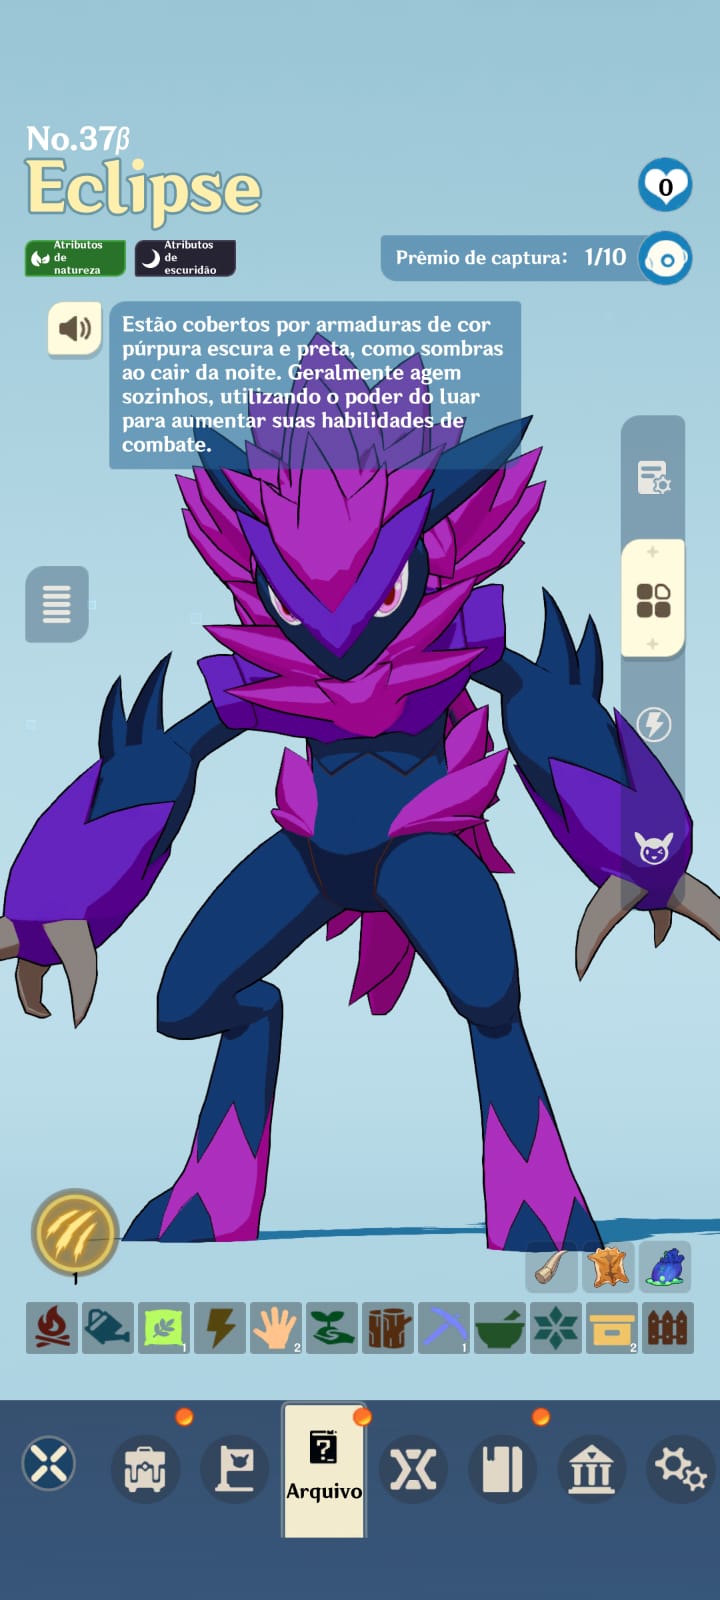 No.37β
Eclipse
0
Atributos
de
natureza
Atributos
de
escuridão
Prêmio de captura: 1/10
Estão cobertos por armaduras de cor
púrpura escura e preta, como sombras
ao cair da noite. Geralmente agem
sozinhos, utilizando o poder do luar
para aumentar suas habilidades de
combate.
1
1
2
1
2
?
Arquivo